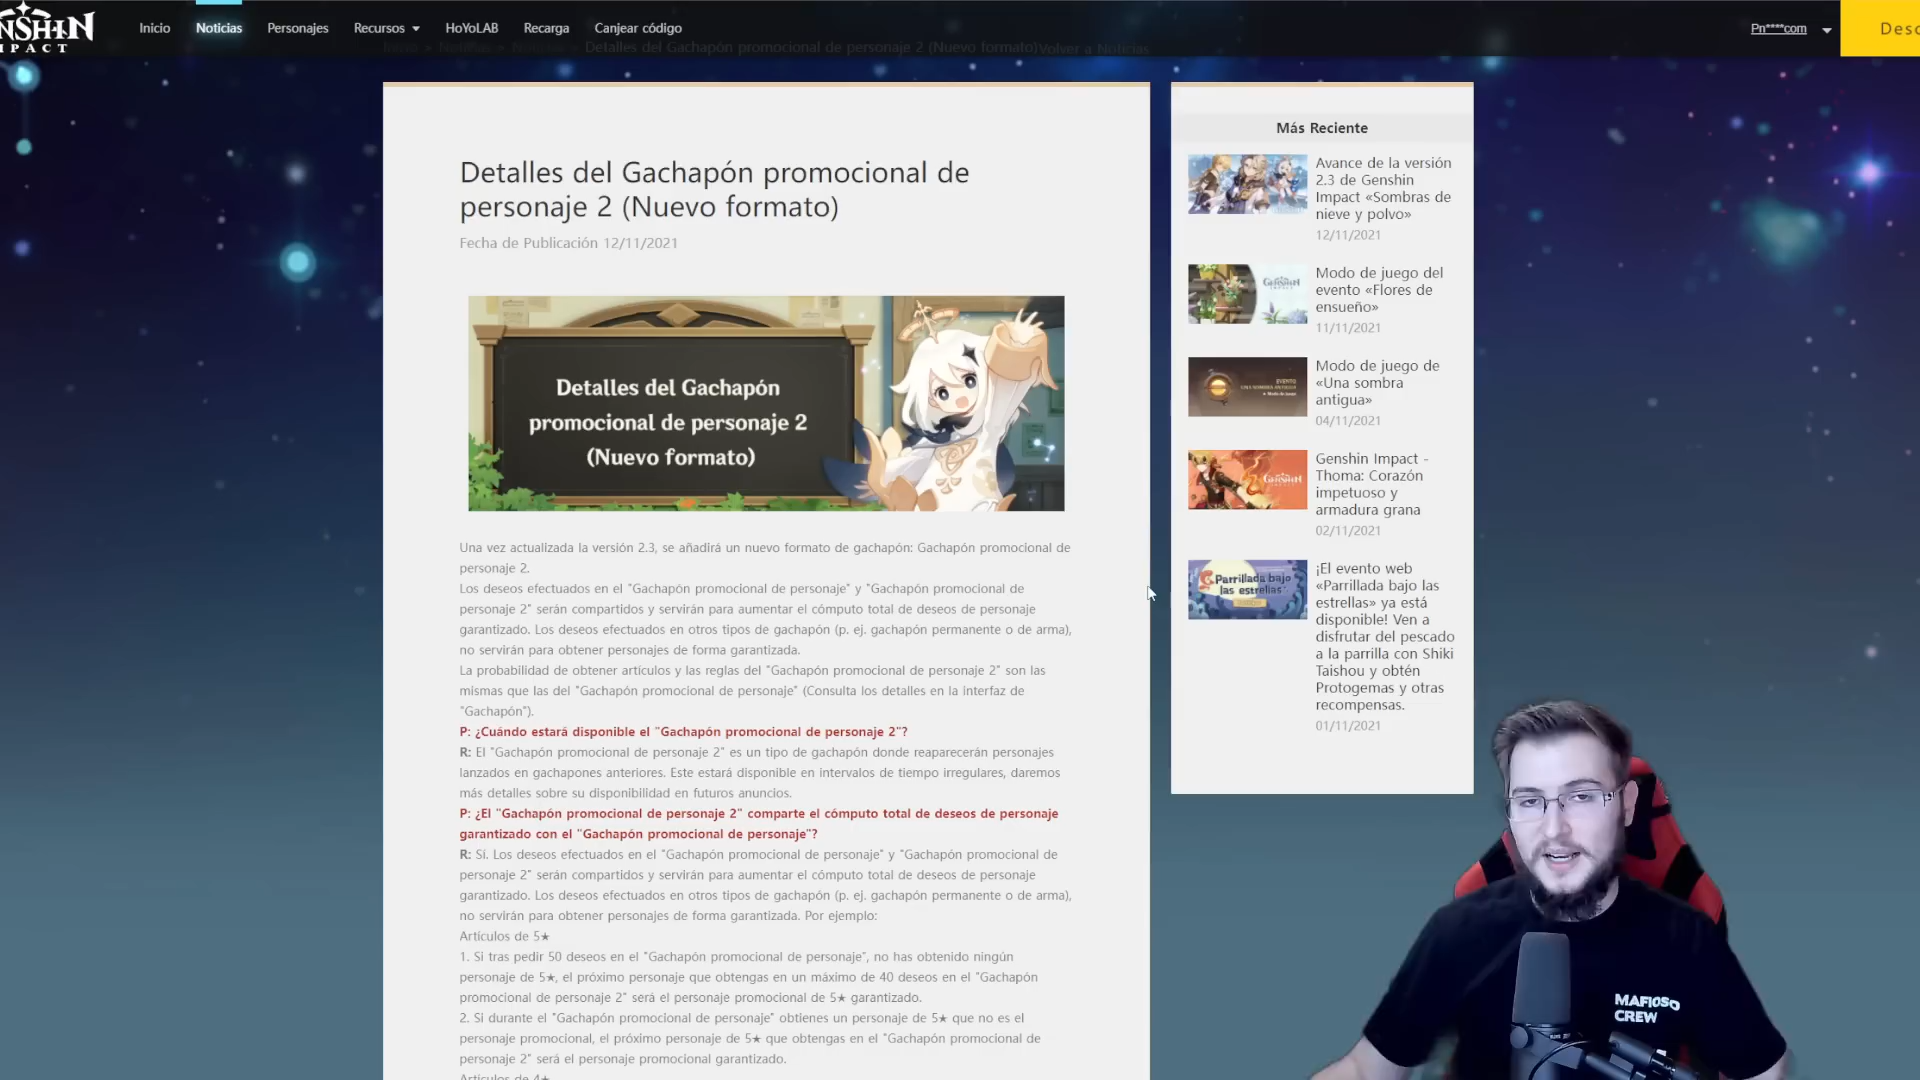 Inicio
Noticias
Personajes
Recursos
HoYoLAB
Recarga
Canjear código
Pn****com
Detalles del Gachapón promocional de personaje 2 (Nuevo formato)
Volver a Noticias
Detalles del Gachapón promocional de
personaje 2 (Nuevo formato)
Fecha de Publicación 12/11/2021
Detalles del Gachapón
promocional de personaje 2
(Nuevo formato)
Una vez actualizada la versión 2.3, se añadirá un nuevo formato de gachapón: Gachapón promocional de
personaje 2.
Los deseos efectuados en el "Gachapón promocional de personaje" y "Gachapón promocional de
personaje 2" serán compartidos y servirán para aumentar el cómputo total de deseos de personaje
garantizado. Los deseos efectuados en otros tipos de gachapón (p. ej. gachapón permanente o de arma),
no servirán para obtener personajes de forma garantizada.
La probabilidad de obtener artículos y las reglas del "Gachapón promocional de personaje 2" son las
mismas que las del "Gachapón promocional de personaje" (Consulta los detalles en la interfaz de
"Gachapón").
P: ¿Cuándo estará disponible el "Gachapón promocional de personaje 2"?
R: El "Gachapón promocional de personaje 2" es un tipo de gachapón donde reaparecerán personajes
lanzados en gachapones anteriores. Este estará disponible en intervalos de tiempo irregulares, daremos
más detalles sobre su disponibilidad en futuros anuncios.
P: ¿El "Gachapón promocional de personaje 2" comparte el cómputo total de deseos de personaje
garantizado con el "Gachapón promocional de personaje"?
R: Sí. Los deseos efectuados en el "Gachapón promocional de personaje" y "Gachapón promocional de
personaje 2" serán compartidos y servirán para aumentar el cómputo total de deseos de personaje
garantizado. Los deseos efectuados en otros tipos de gachapón (p. ej. gachapón permanente o de arma),
no servirán para obtener personajes de forma garantizada. Por ejemplo:
Artículos de 5★
1. Si tras pedir 50 deseos en el "Gachapón promocional de personaje", no has obtenido ningún
personaje de 5★, el próximo personaje que obtengas en un máximo de 40 deseos en el "Gachapón
promocional de personaje 2" será el personaje promocional de 5★ garantizado.
2. Si durante el "Gachapón promocional de personaje" obtienes un personaje de 5★ que no es el
personaje promocional, el próximo personaje de 5★ que obtengas en el "Gachapón promocional de
personaje 2" será el personaje promocional garantizado.
Artículos de 4★
Más Reciente
Avance de la versión
2.3 de Genshin
Impact «Sombras de
nieve y polvo»
12/11/2021
GENSHIN
Modo de juego del
evento «Flores de
ensueño»
11/11/2021
Modo de juego de
«Una sombra
antigua»
04/11/2021
GENSHIN
Genshin Impact -
Thoma: Corazón
impetuoso y
armadura grana
02/11/2021
Parrillada bajo
las estrellas
¡El evento web
«Parrillada bajo las
estrellas» ya está
disponible! Ven a
disfrutar del pescado
a la parrilla con Shiki
Taishou y obtén
Protogemas y otras
recompensas.
01/11/2021
MAFIOSO
CREW